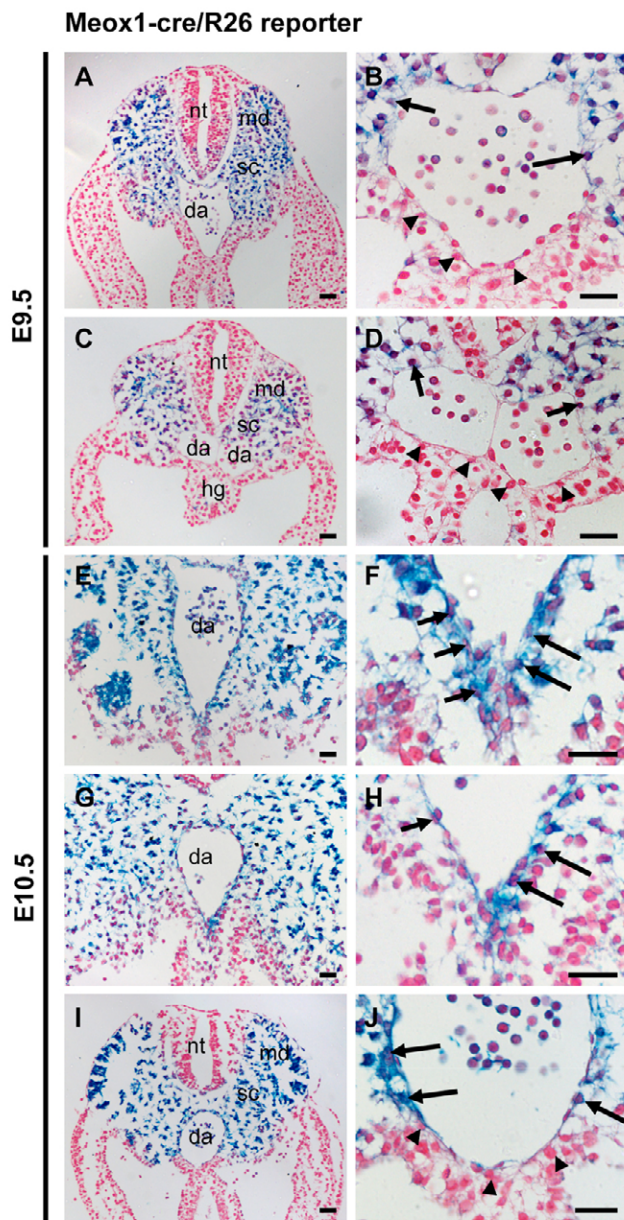 Meox1-cre/R26 reporter
A
nt
md
sc
da
B
E9.5
C
nt
md
sc
da
da
hg
D
E
da
F
E10.5
G
da
H
I
nt
md
sc
da
J